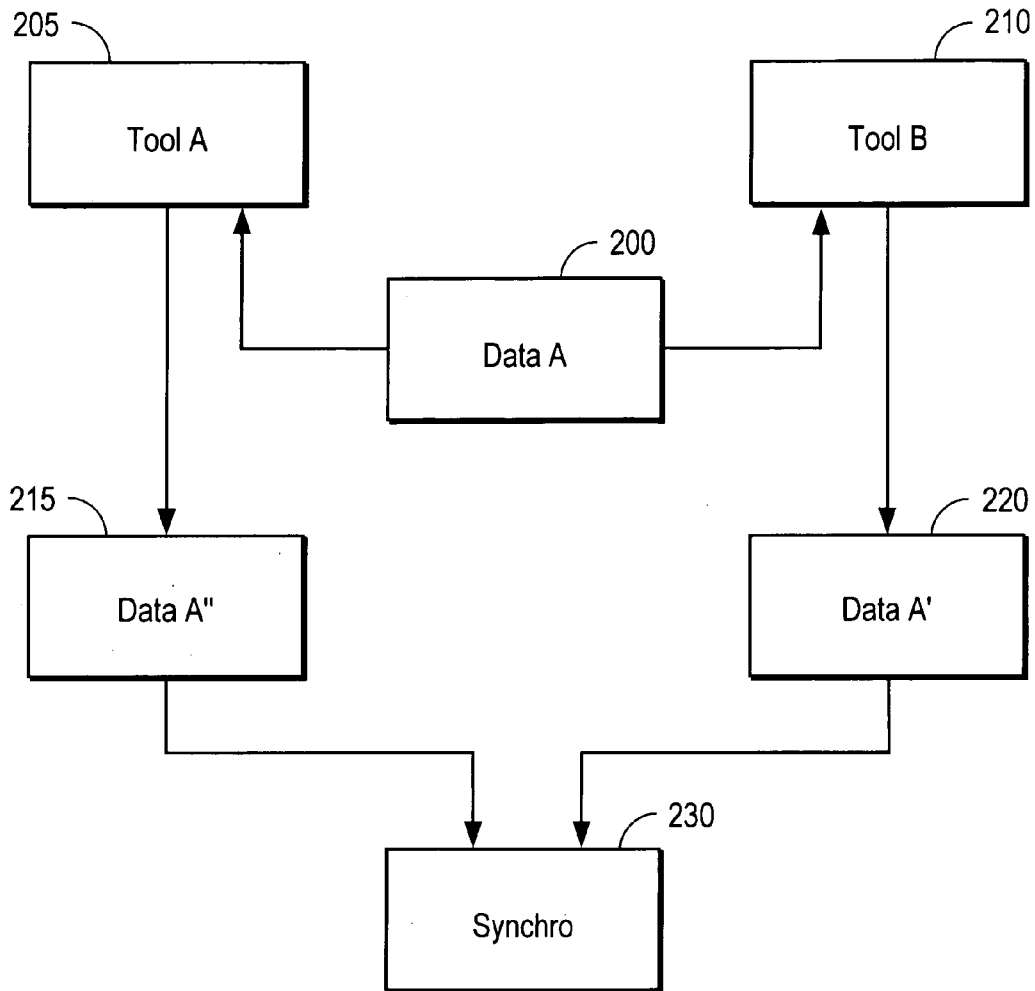 205
210
Tool A
Tool B
200
Data A
215
220
Data A"
Data A'
230
Synchro